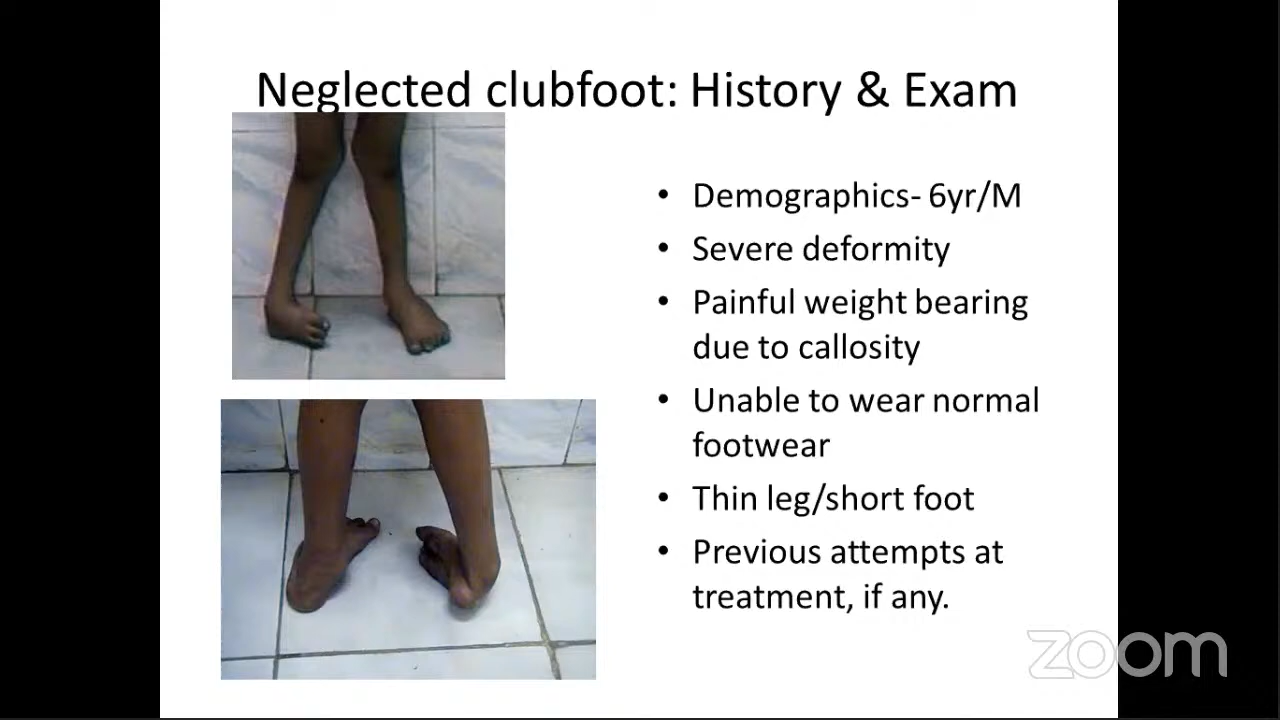 Neglected clubfoot: History & Exam
• Demographics- 6yr/M
• Severe deformity
• Painful weight bearing
due to callosity
• Unable to wear normal
footwear
• Thin leg/short foot
• Previous attempts at
treatment, if any.
zoom